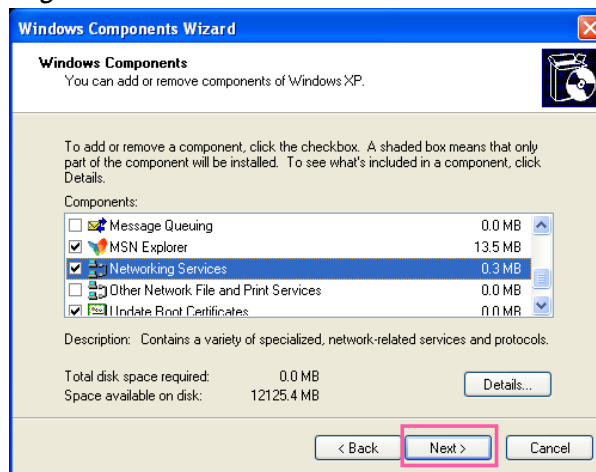 Windows Components Wizard
Windows Components
You can add or remove components of Windows XP.
To add or remove a component, click the checkbox. A shaded box means that only
part of the component will be installed. To see what's included in a component, click
Details.
Components:
Message Queuing 0.0 MB
MSN Explorer 13.5 MB
Networking Services 0.3 MB
Other Network File and Print Services 0.0 MB
Update Root Certificates 0.0 MB
Description: Contains a variety of specialized, network-related services and protocols.
Total disk space required: 0.0 MB
Space available on disk: 12125.4 MB
Details...
< Back Next > Cancel